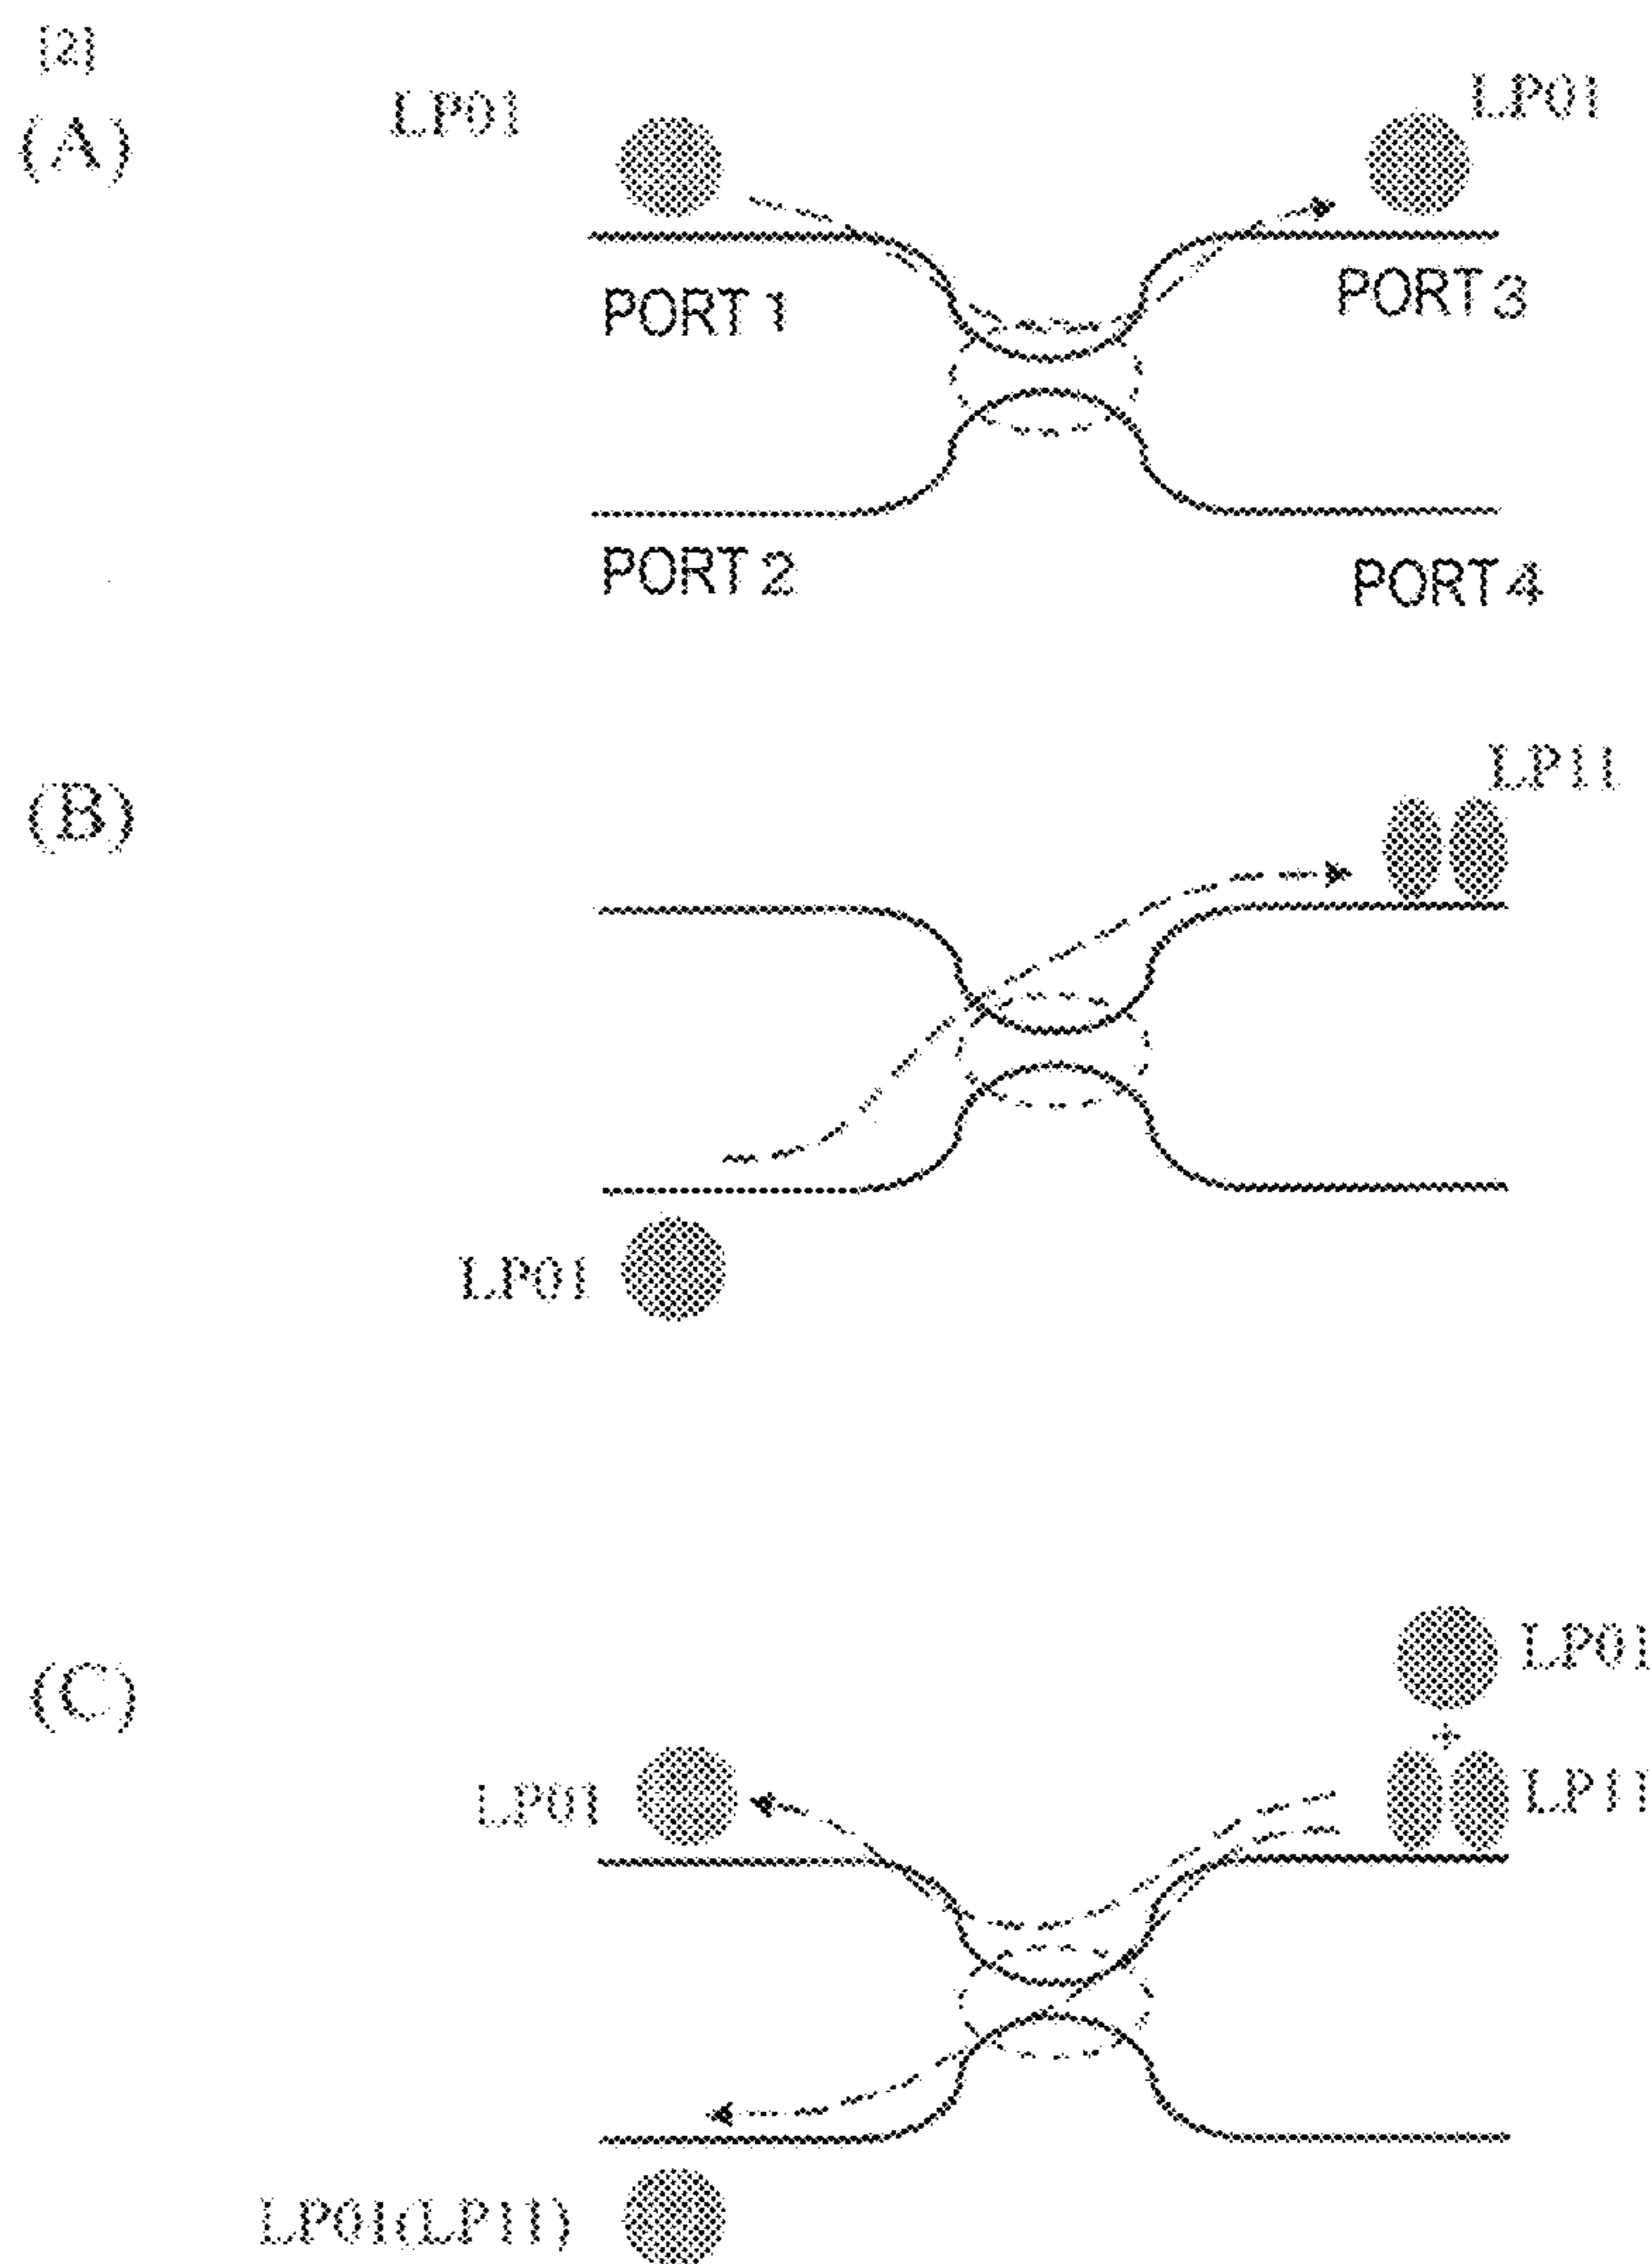 [2]
(A)
LP01
LP01
PORT 1
PORT 3
PORT 2
PORT 4
(B)
LP11
LP01
(C)
LP01
+
LP01
LP11
LP01(LP11)